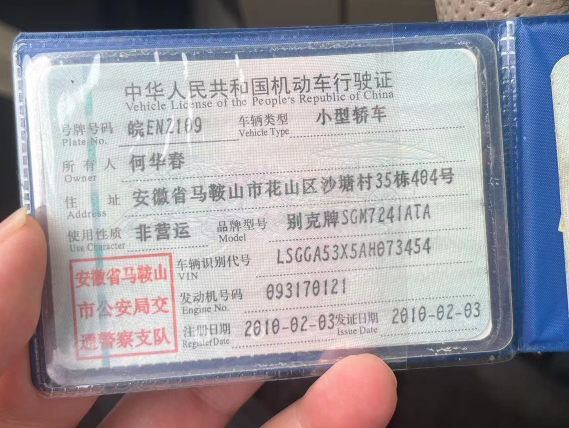 中华人民共和国机动车行驶证
Vehicle License of the People's Republic of China
号牌号码 皖EN2109 车辆类型 小型轿车
Plate No. Vehicle Type
所有人 何华春
Owner
住址 安徽省马鞍山市花山区沙塘村35栋404号
Address
使用性质 非营运 品牌型号 别克牌SGM7241ATA
Use Character Model
安徽省马鞍山
市公安局交
通警察支队
车辆识别代号 LSGGA53X5AH073454
VIN
发动机号码 093170121
Engine No.
注册日期 2010-02-03 发证日期 2010-02-03
Register Date Issue Date